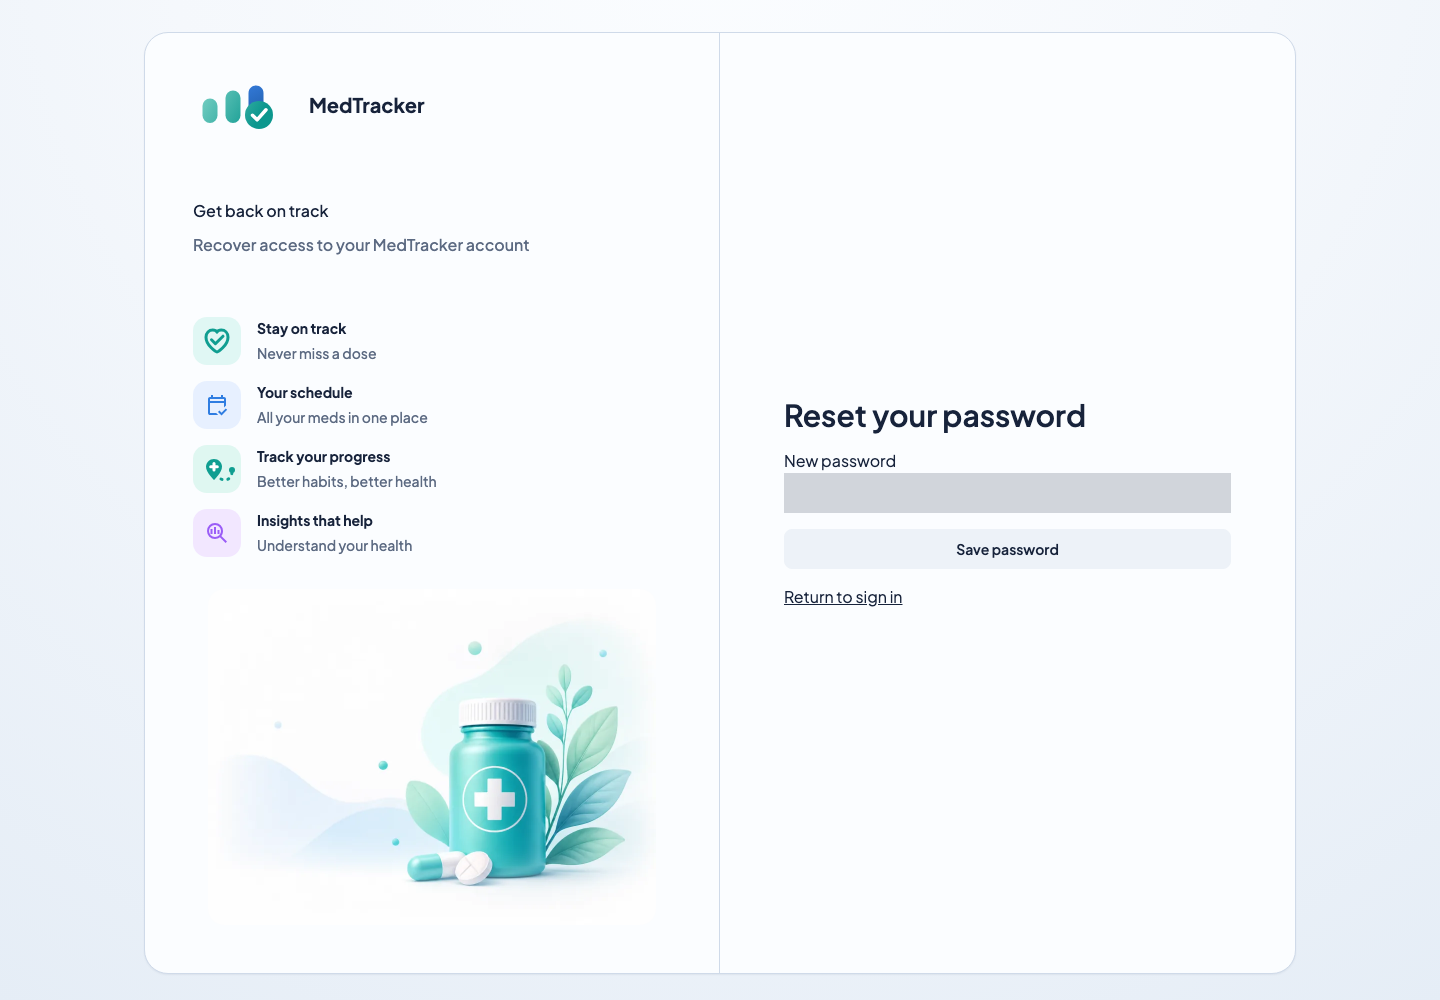 MedTracker
Get back on track
Recover access to your MedTracker account
Stay on track
Never miss a dose
Your schedule
All your meds in one place
Track your progress
Better habits, better health
Insights that help
Understand your health
Reset your password
New password
Save password
Return to sign in